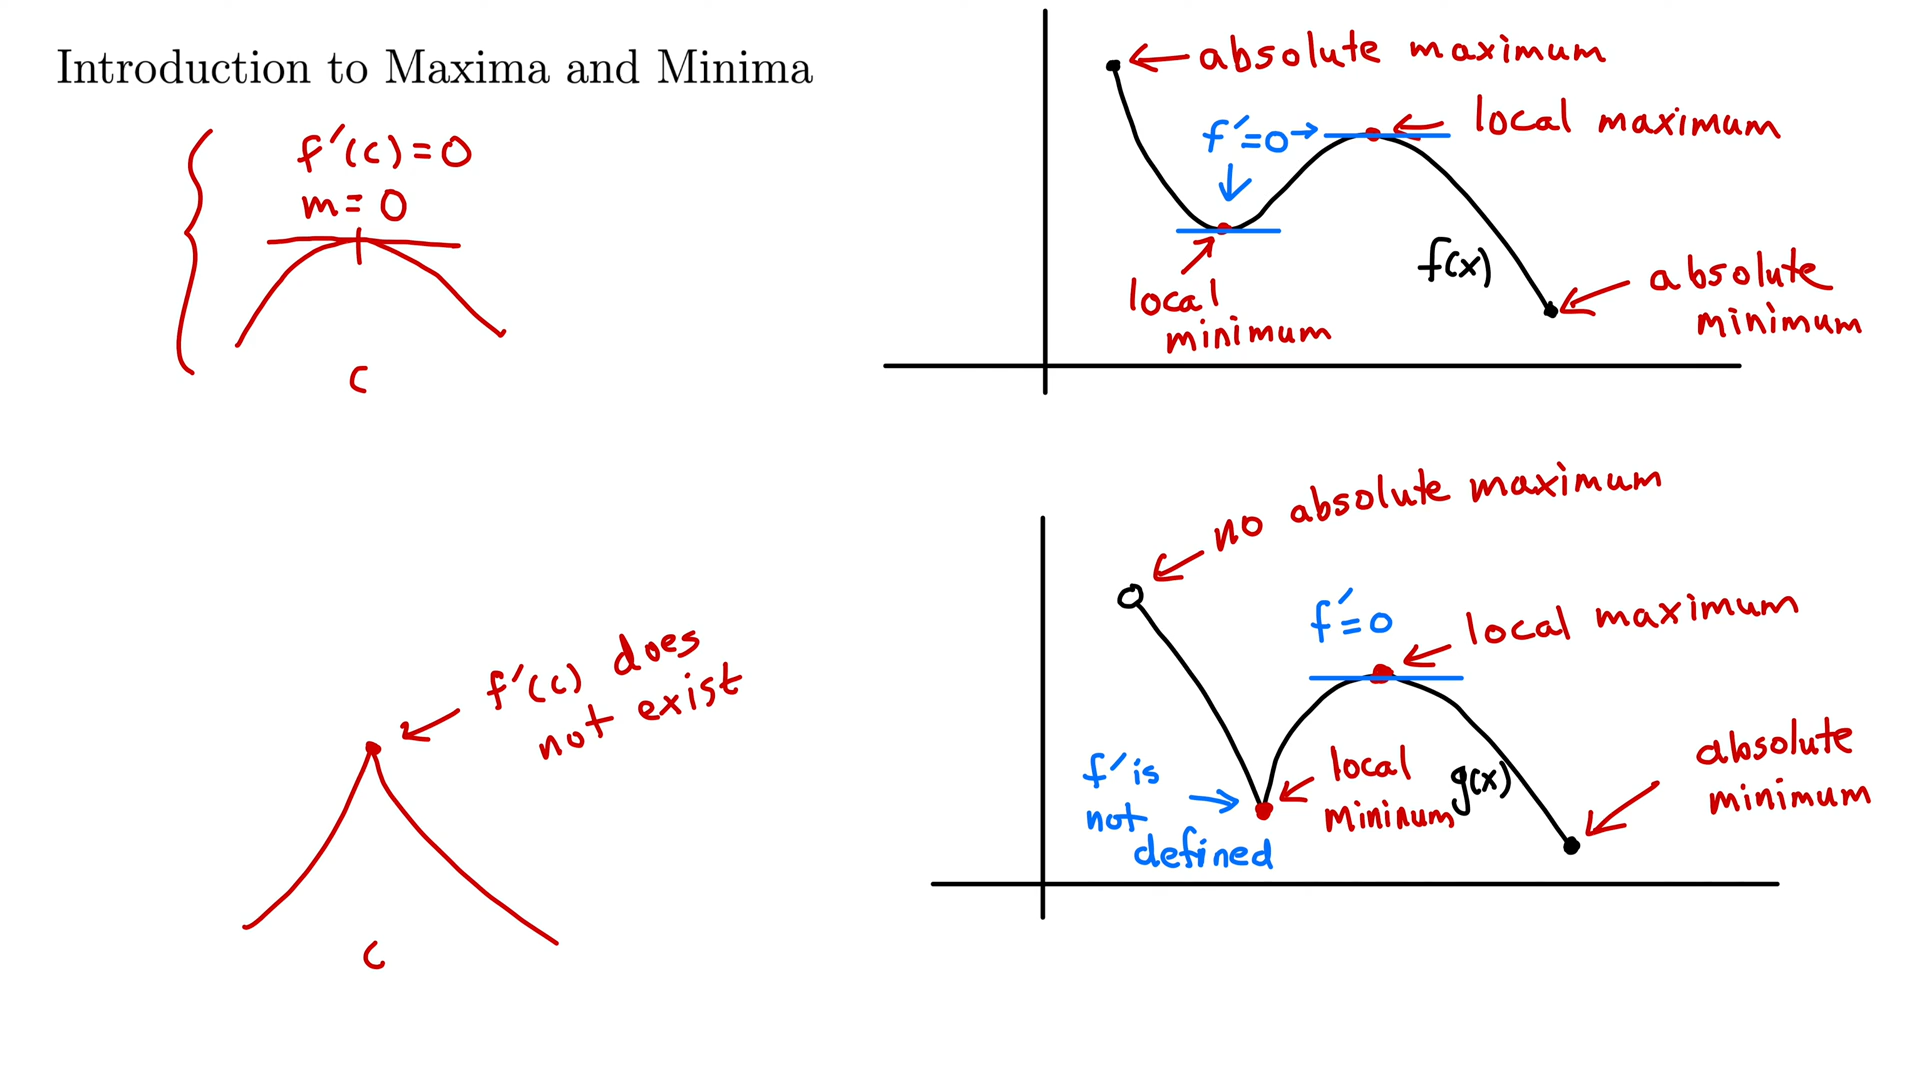 Introduction to Maxima and Minima
f'(c) = 0
m = 0
c
f'(c) does
not exist
c
absolute maximum
f'=0→
local maximum
local
minimum
f(x)
absolute
minimum
no absolute maximum
f'=0
local maximum
f' is
not
defined
local
mininum
g(x)
absolute
minimum